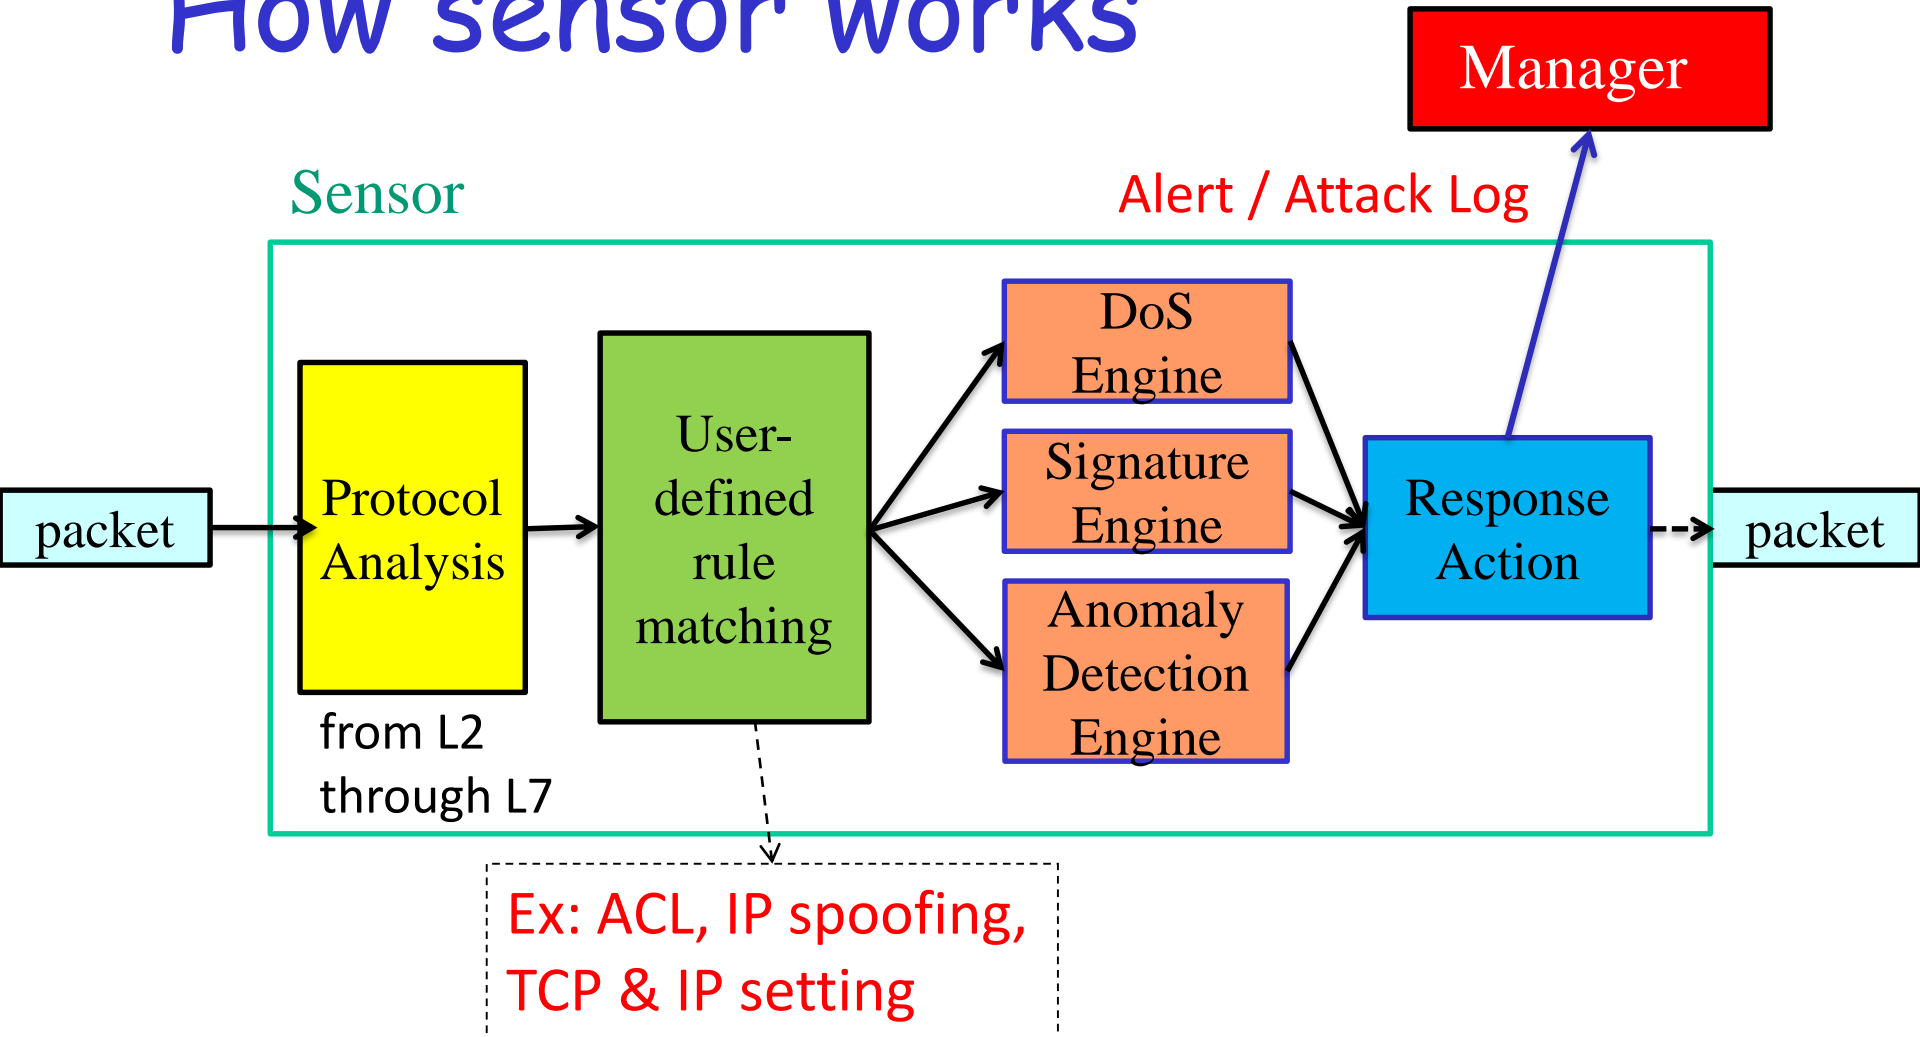 How sensor works
Manager
Sensor
Alert / Attack Log
packet
Protocol
Analysis
from L2
through L7
User-
defined
rule
matching
DoS
Engine
Signature
Engine
Anomaly
Detection
Engine
Response
Action
packet
Ex: ACL, IP spoofing,
TCP & IP setting